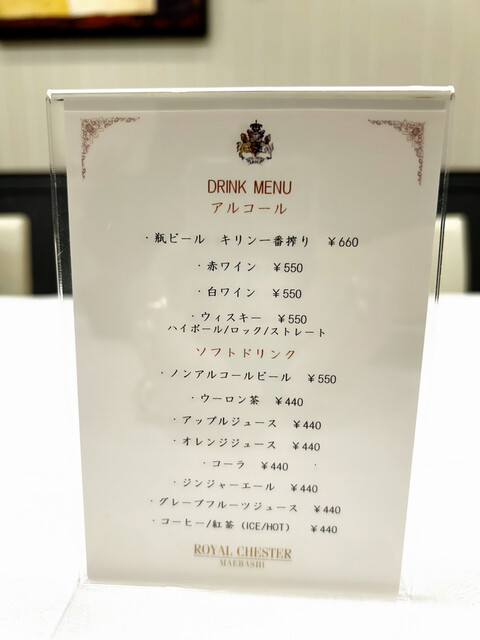 DRINK MENU
アルコール
・瓶ビール キリン一番搾り ￥660
・赤ワイン ￥550
・白ワイン ￥550
・ウィスキー ￥550
ハイボール/ロック/ストレート
ソフトドリンク
・ノンアルコールビール ￥550
・ウーロン茶 ￥440
・アップルジュース ￥440
・オレンジジュース ￥440
・コーラ ￥440
・ジンジャーエール ￥440
・グレープフルーツジュース ￥440
・コーヒー/紅茶（ICE/HOT） ￥440
ROYAL CHESTER
MAEBASHI